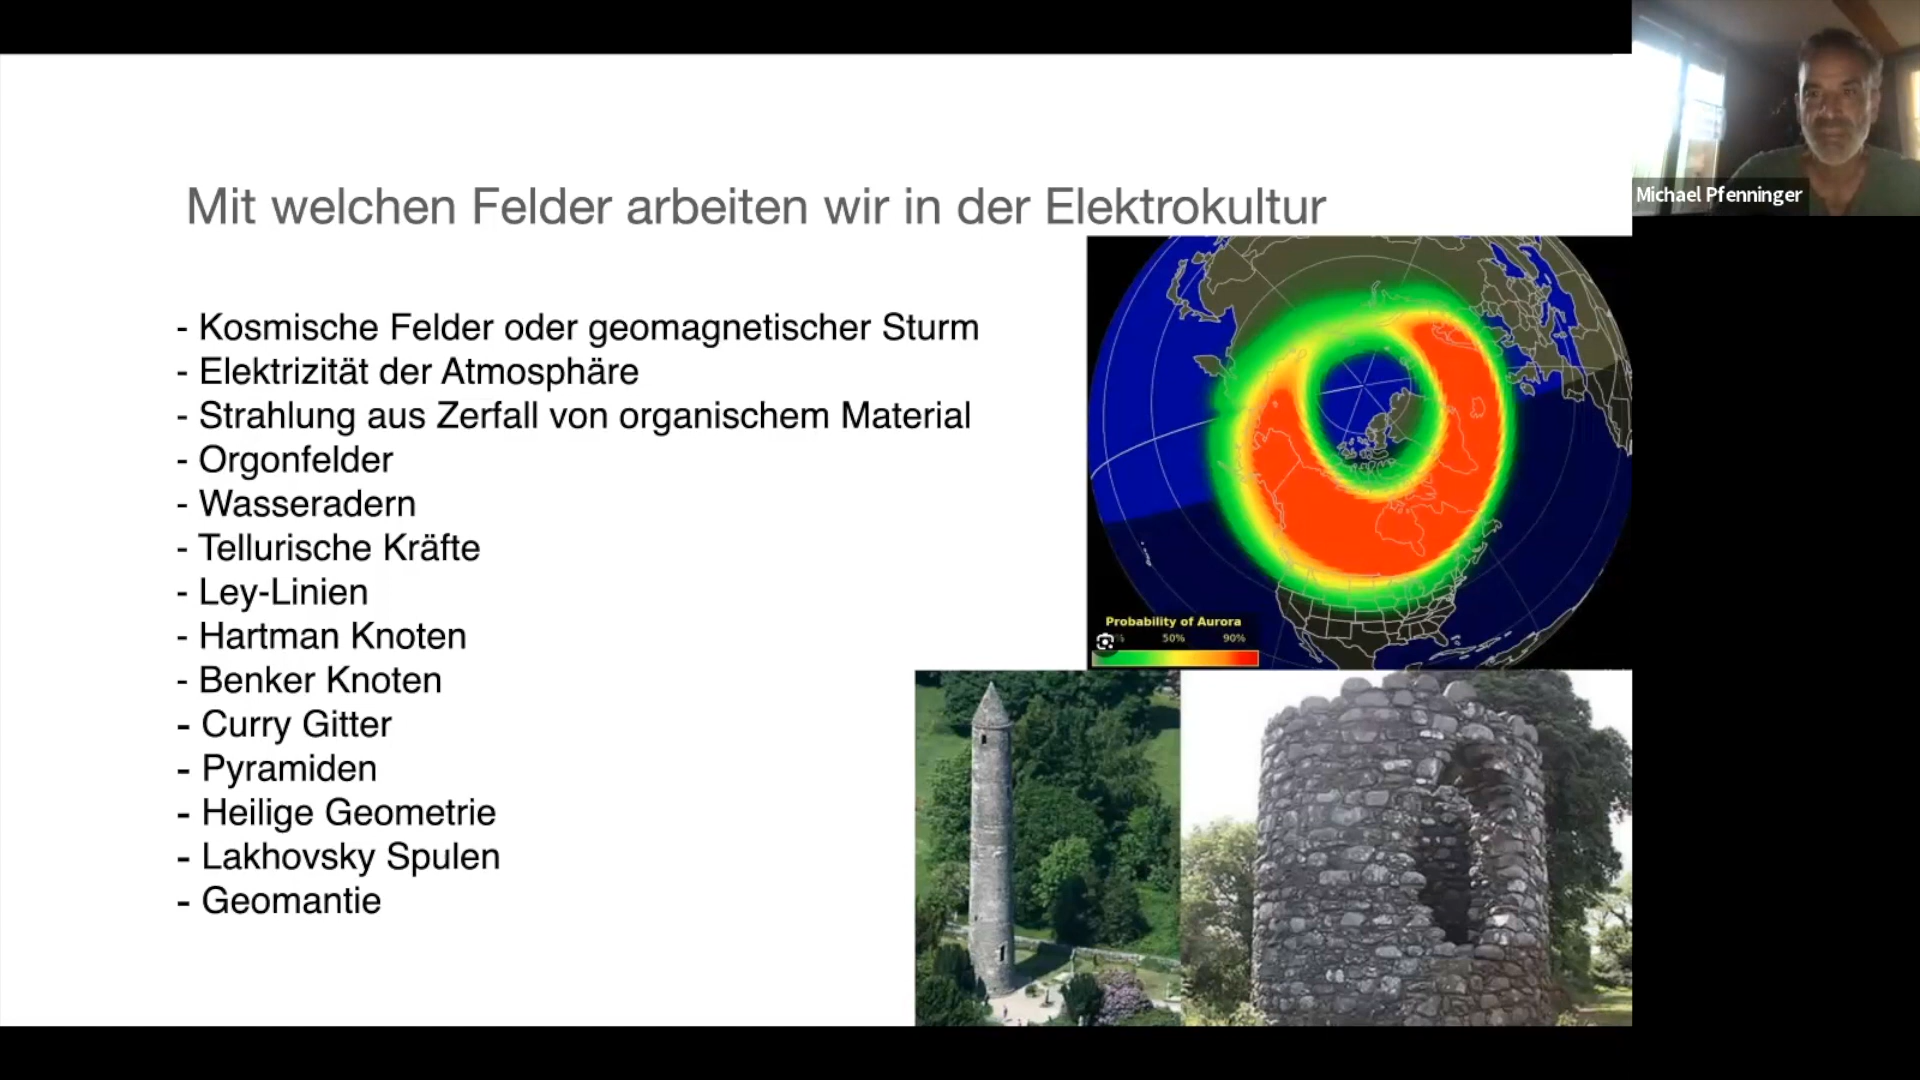 Mit welchen Felder arbeiten wir in der Elektrokultur
- Kosmische Felder oder geomagnetischer Sturm
- Elektrizität der Atmosphäre
- Strahlung aus Zerfall von organischem Material
- Orgonfelder
- Wasseradern
- Tellurische Kräfte
- Ley-Linien
- Hartman Knoten
- Benker Knoten
- Curry Gitter
- Pyramiden
- Heilige Geometrie
- Lakhovsky Spulen
- Geomantie
Michael Pfenninger
Probability of Aurora
50% 90%